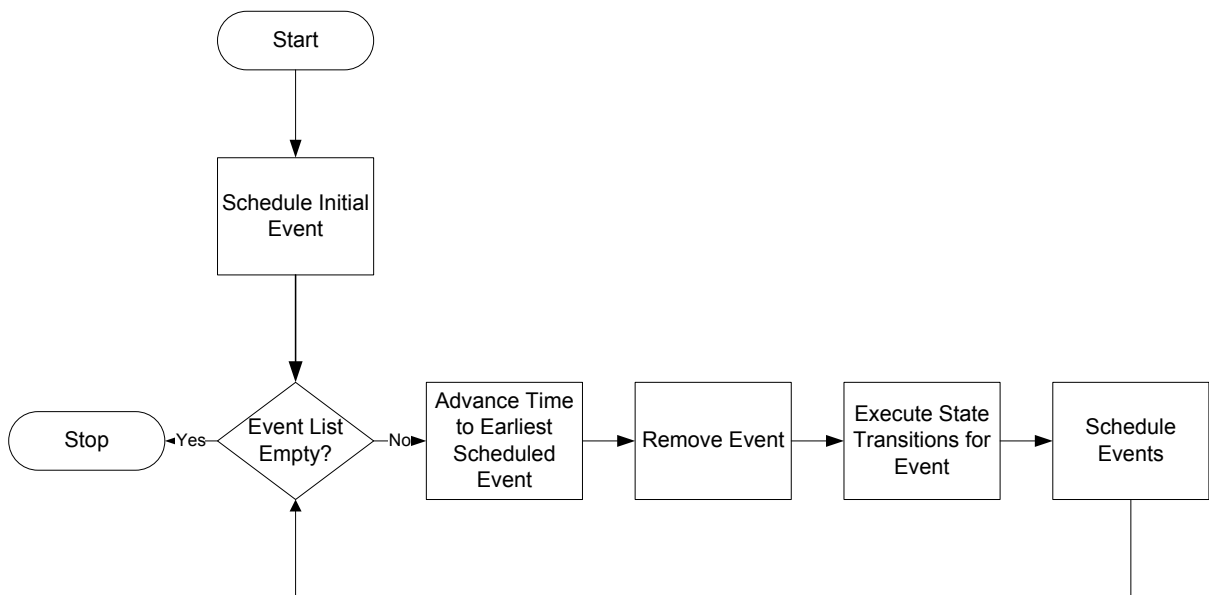 Start
Schedule Initial
Event
Stop
Yes
Event List
Empty?
No
Advance Time
to Earliest
Scheduled
Event
Remove Event
Execute State
Transitions for
Event
Schedule
Events